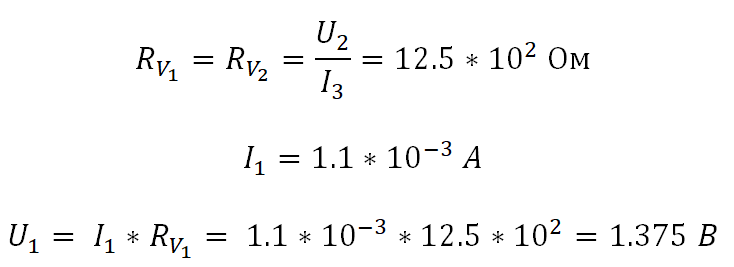 R_{V_1} = R_{V_2} = \frac{U_2}{I_3} = 12.5 * 10^2 Ом
I_1 = 1.1 * 10^{-3} A
U_1 = I_1 * R_{V_1} = 1.1 * 10^{-3} * 12.5 * 10^2 = 1.375 В